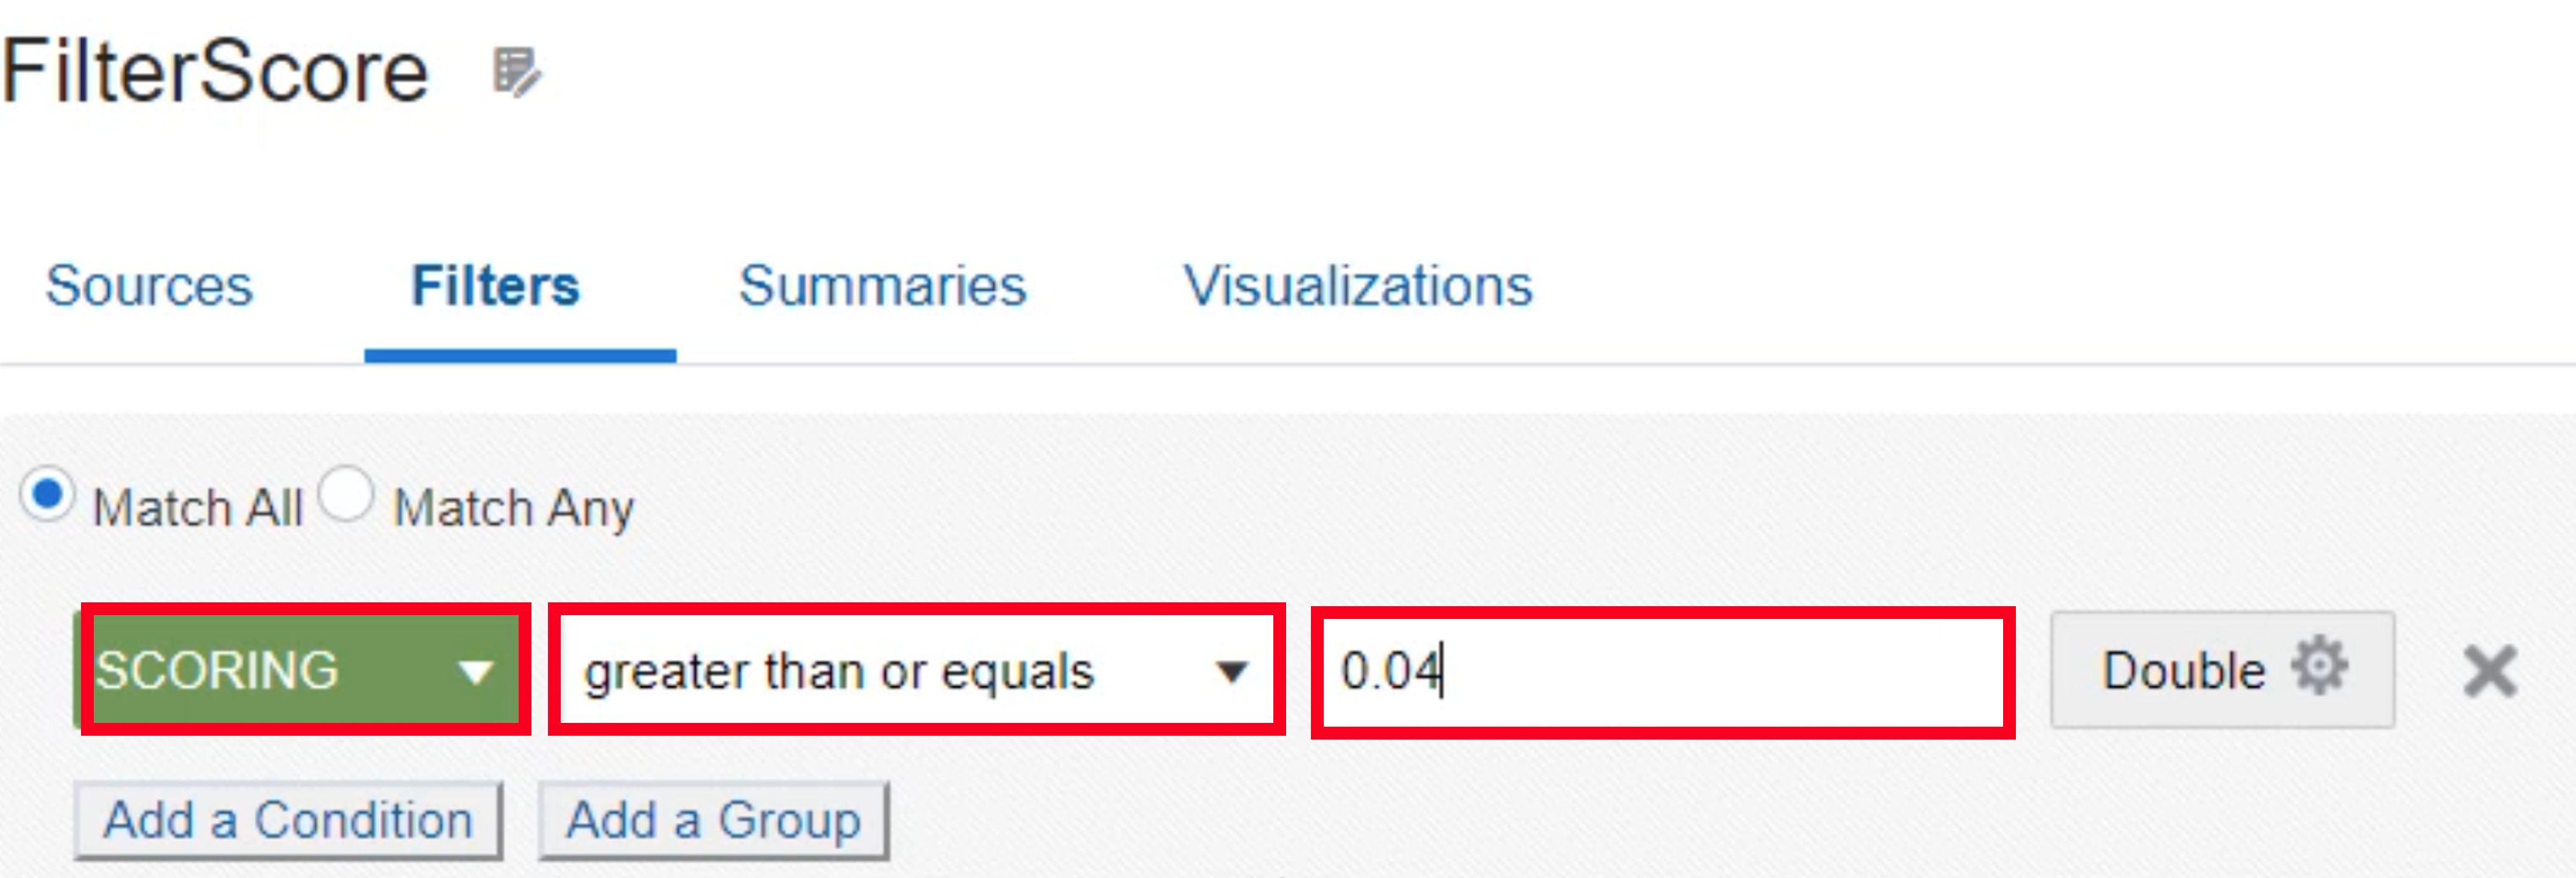 FilterScore
Sources Filters Summaries Visualizations
Match All Match Any
SCORING greater than or equals 0.04 Double
Add a Condition Add a Group